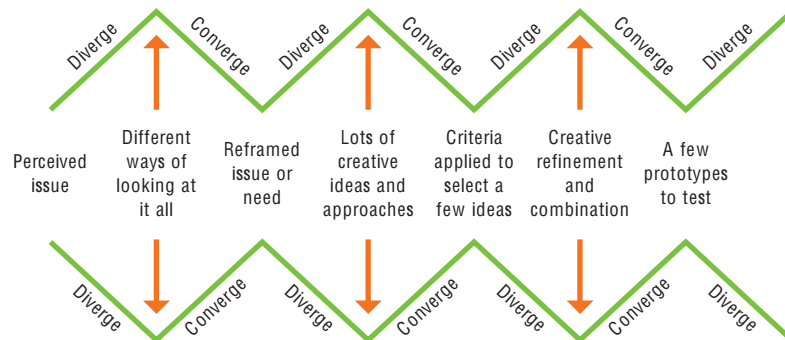 Diverge
Converge
Diverge
Converge
Diverge
Converge
Diverge
Perceived
issue
Different
ways of
looking at
it all
Reframed
issue or
need
Lots of
creative
ideas and
approaches
Criteria
applied to
select a
few ideas
Creative
refinement
and
combination
A few
prototypes
to test
Diverge
Converge
Diverge
Converge
Diverge
Converge
Diverge